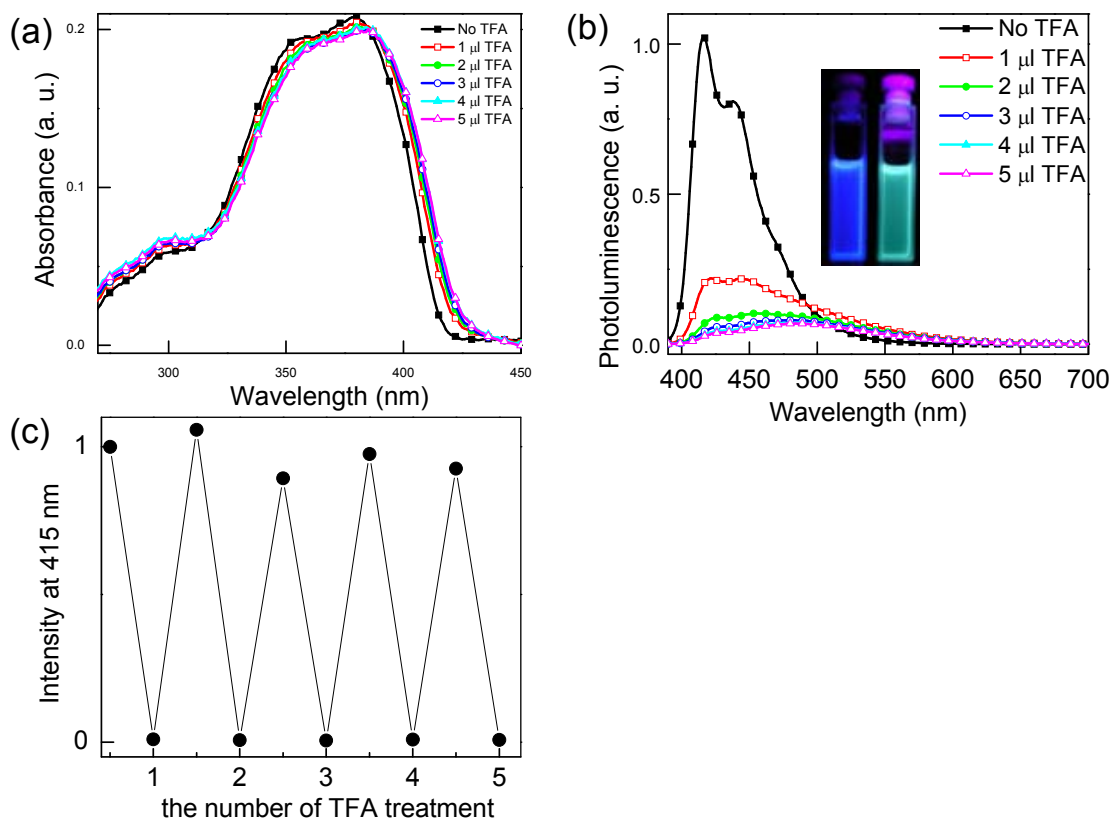 (a)
Absorbance (a. u.)
0.2
0.1
0.0
300
350
400
450
Wavelength (nm)
No TFA
1 µl TFA
2 µl TFA
3 µl TFA
4 µl TFA
5 µl TFA
(b)
Photoluminescence (a. u.)
1.0
0.5
0.0
400 450 500 550 600 650 700
Wavelength (nm)
No TFA
1 µl TFA
2 µl TFA
3 µl TFA
4 µl TFA
5 µl TFA
(c)
Intensity at 415 nm
1
0
1 2 3 4 5
the number of TFA treatment